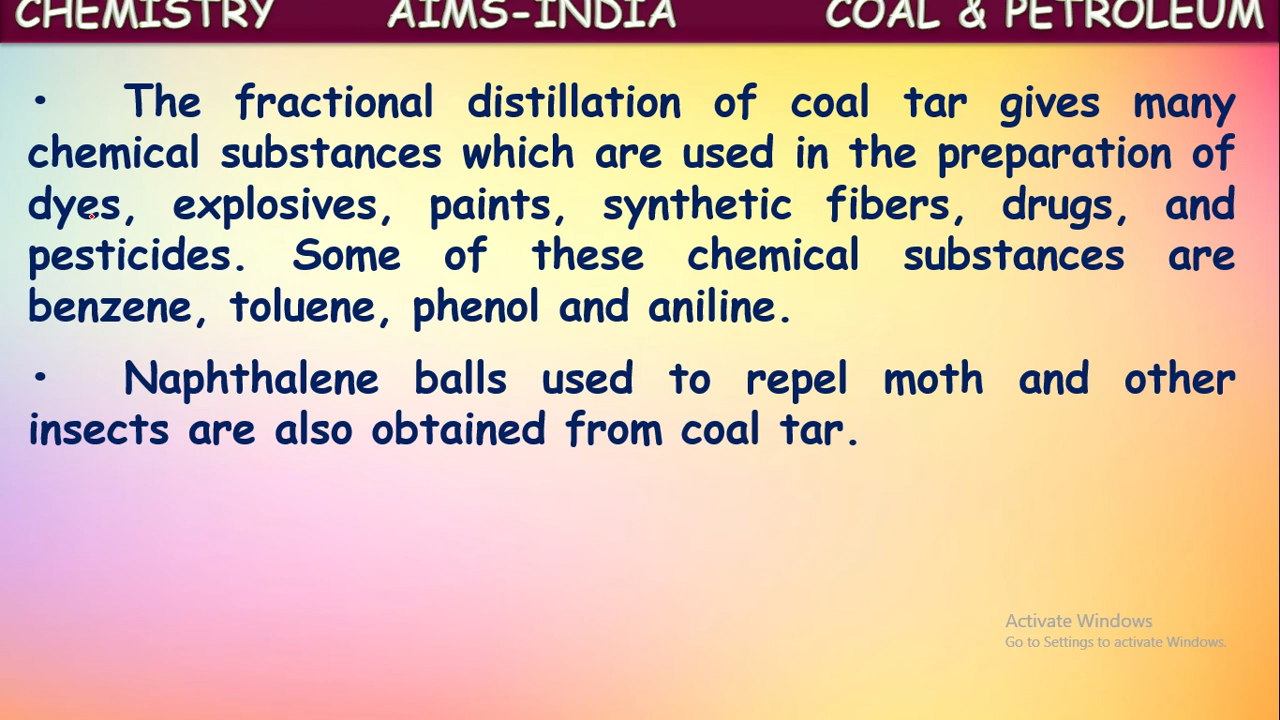 CHEMISTRY AIMS-INDIA COAL & PETROLEUM
• The fractional distillation of coal tar gives many
chemical substances which are used in the preparation of
dyes, explosives, paints, synthetic fibers, drugs, and
pesticides. Some of these chemical substances are
benzene, toluene, phenol and aniline.
• Naphthalene balls used to repel moth and other
insects are also obtained from coal tar.
Activate Windows
Go to Settings to activate Windows.